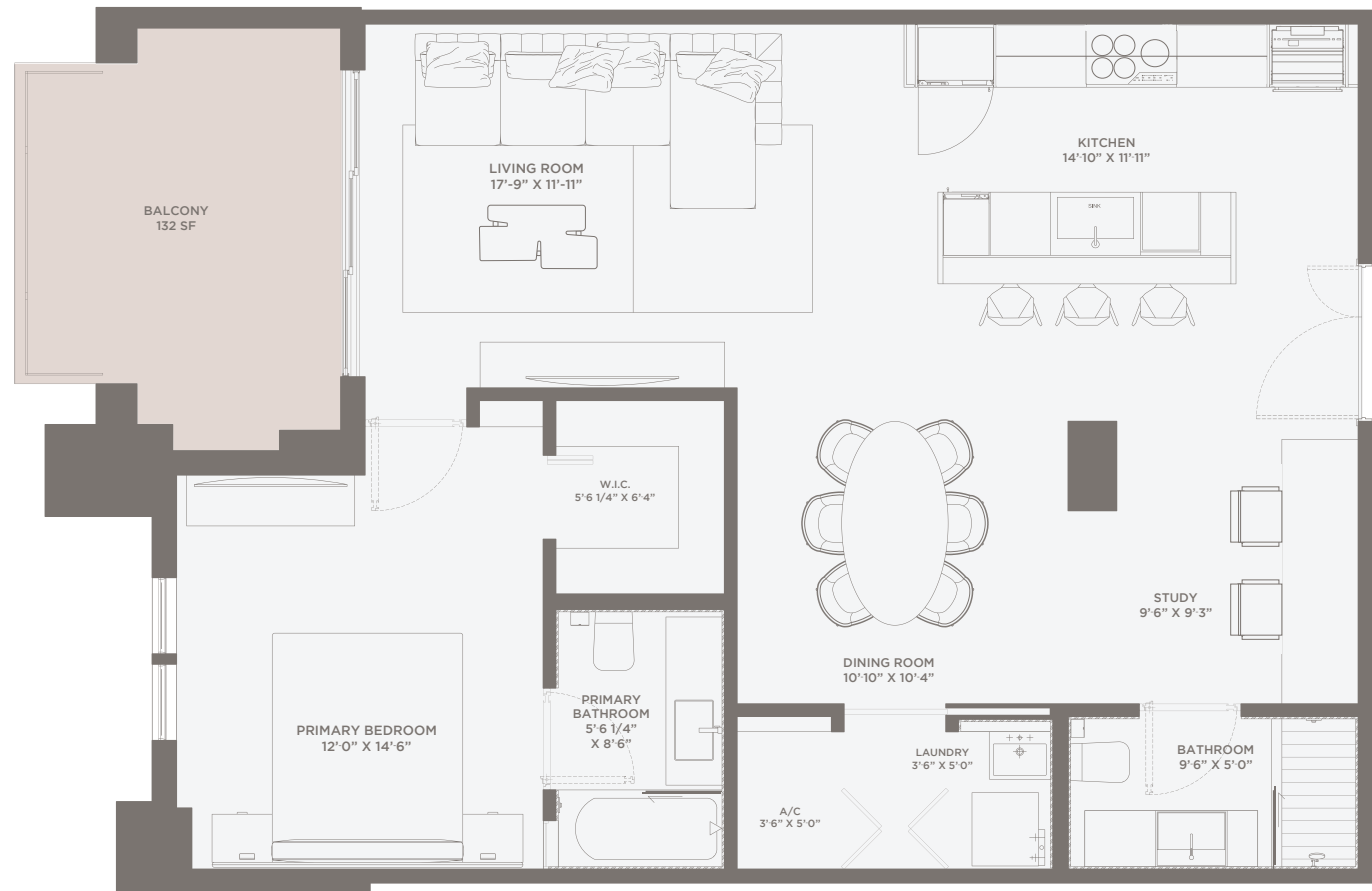 KITCHEN
14'10" X 11'11"
LIVING ROOM
17'-9" X 11'-11"
BALCONY
132 SF
SINK
W.I.C.
5'6 1/4" X 6'4"
STUDY
9'6" X 9'3"
DINING ROOM
10'10" X 10'4"
PRIMARY
BATHROOM
5'6 1/4"
X 8'6"
PRIMARY BEDROOM
12'0" X 14'6"
LAUNDRY
3'6" X 5'0"
BATHROOM
9'6" X 5'0"
A/C
3'6" X 5'0"